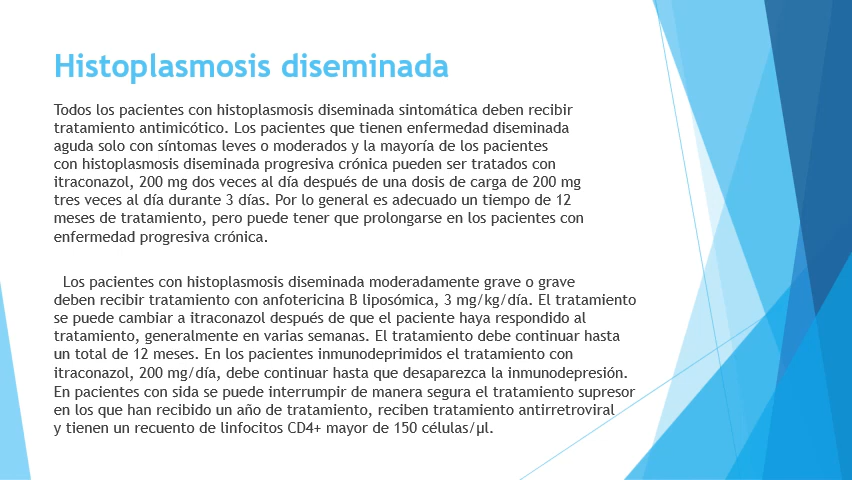 Histoplasmosis diseminada
Todos los pacientes con histoplasmosis diseminada sintomática deben recibir
tratamiento antimicótico. Los pacientes que tienen enfermedad diseminada
aguda solo con síntomas leves o moderados y la mayoría de los pacientes
con histoplasmosis diseminada progresiva crónica pueden ser tratados con
itraconazol, 200 mg dos veces al día después de una dosis de carga de 200 mg
tres veces al día durante 3 días. Por lo general es adecuado un tiempo de 12
meses de tratamiento, pero puede tener que prolongarse en los pacientes con
enfermedad progresiva crónica.
Los pacientes con histoplasmosis diseminada moderadamente grave o grave
deben recibir tratamiento con anfotericina B liposómica, 3 mg/kg/día. El tratamiento
se puede cambiar a itraconazol después de que el paciente haya respondido al
tratamiento, generalmente en varias semanas. El tratamiento debe continuar hasta
un total de 12 meses. En los pacientes inmunodeprimidos el tratamiento con
itraconazol, 200 mg/día, debe continuar hasta que desaparezca la inmunodepresión.
En pacientes con sida se puede interrumpir de manera segura el tratamiento supresor
en los que han recibido un año de tratamiento, reciben tratamiento antirretroviral
y tienen un recuento de linfocitos CD4+ mayor de 150 células/µl.